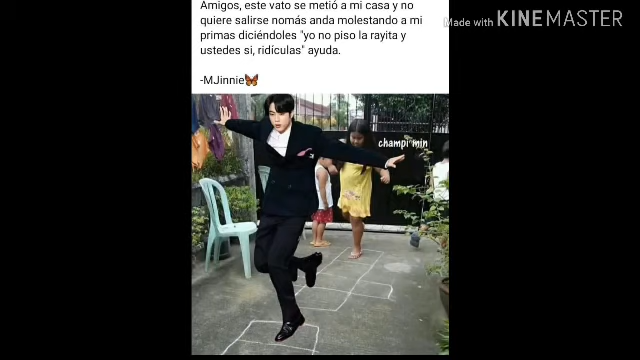 Amigos, este vato se metió a mi casa y no
quiere salirse nomás anda molestando a mi
primas diciéndoles "yo no piso la rayita y
ustedes si, ridículas" ayuda.
-MJinnie🦋
champi min
Made with KINEMASTER